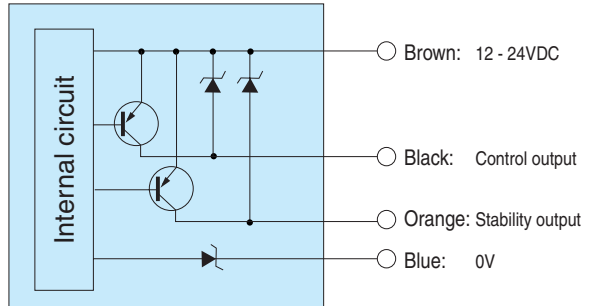 Internal circuit
Brown: 12 - 24VDC
Black: Control output
Orange: Stability output
Blue: 0V